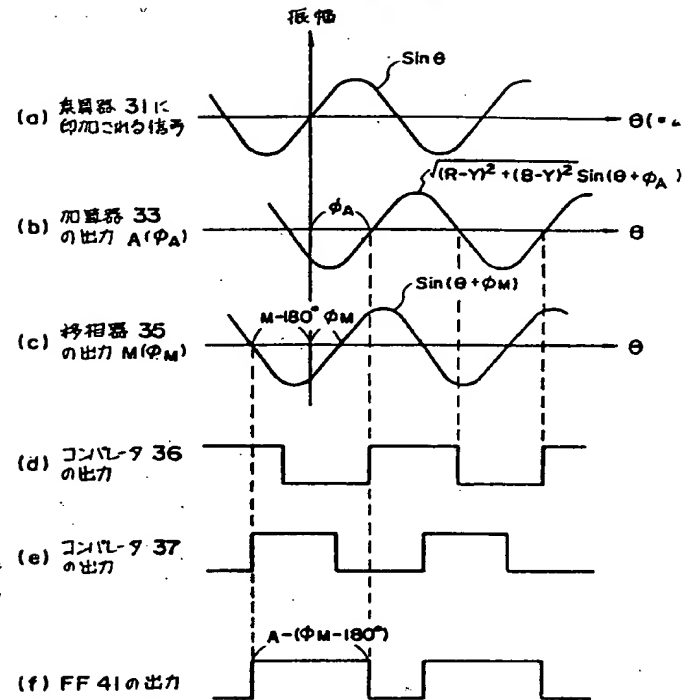 振幅
Sinθ
(a) 乗算器 31に
印加される信号
θ(=ω
√(R-Y)² +(B-Y)² Sin(θ+φA)
(b) 加算器 33
の出力 A(φA)
φA
θ
Sin(θ+φM)
M-180° φM
(c) 移相器 35
の出力 M(φM)
θ
(d) コンパレータ 36
の出力
(e) コンパレータ 37
の出力
A-(φM-180°)
(f) FF 41の出力